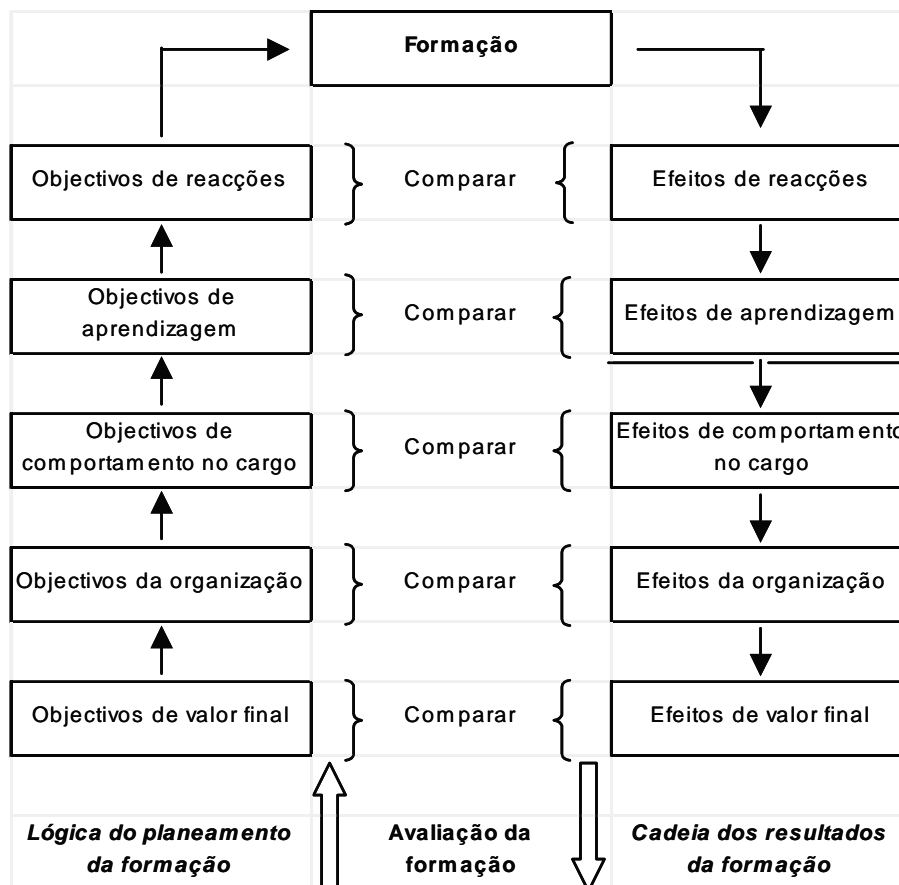 Formação
Objectivos de reacções
Comparar
Efeitos de reacções
Objectivos de
aprendizagem
Comparar
Efeitos de aprendizagem
Objectivos de
comportamento no cargo
Comparar
Efeitos de comportamento
no cargo
Objectivos da organização
Comparar
Efeitos da organização
Objectivos de valor final
Comparar
Efeitos de valor final
Lógica do planeamento
da formação
Avaliação da
formação
Cadeia dos resultados
da formação